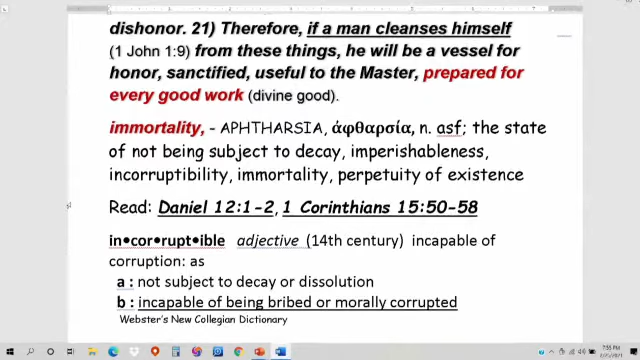 dishonor. 21) Therefore, if a man cleanses himself
(1 John 1:9) from these things, he will be a vessel for
honor, sanctified, useful to the Master, prepared for
every good work (divine good).
immortality, - APHTHARSIA, ἀφθαρσία, n. asf; the state
of not being subject to decay, imperishableness,
incorruptibility, immortality, perpetuity of existence
Read: Daniel 12:1-2, 1 Corinthians 15:50-58
in•cor•rupt•ible adjective (14th century) incapable of
corruption: as
a : not subject to decay or dissolution
b : incapable of being bribed or morally corrupted
Webster's New Collegian Dictionary